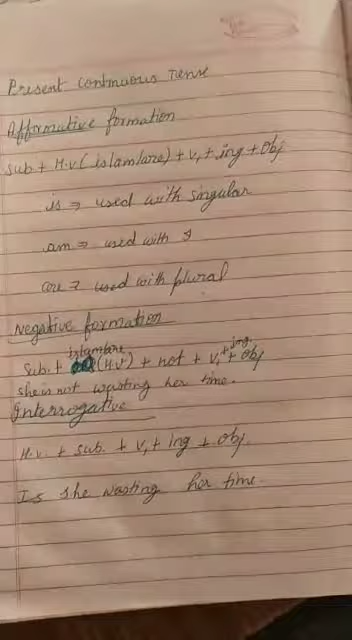 Present continuous Tense
Affirmative formation
sub + H.v (is/am/are) + v₁ + ing + obj
is ⇒ used with singular
am ⇒ used with I
are ⇒ used with plural
Negative formation
is/am/are
sub. + (H.v) + not + v₁ + ing + obj
she is not wasting her time.
Interrogative
H.v. + sub. + v₁ + ing + obj.
Is she wasting her time.